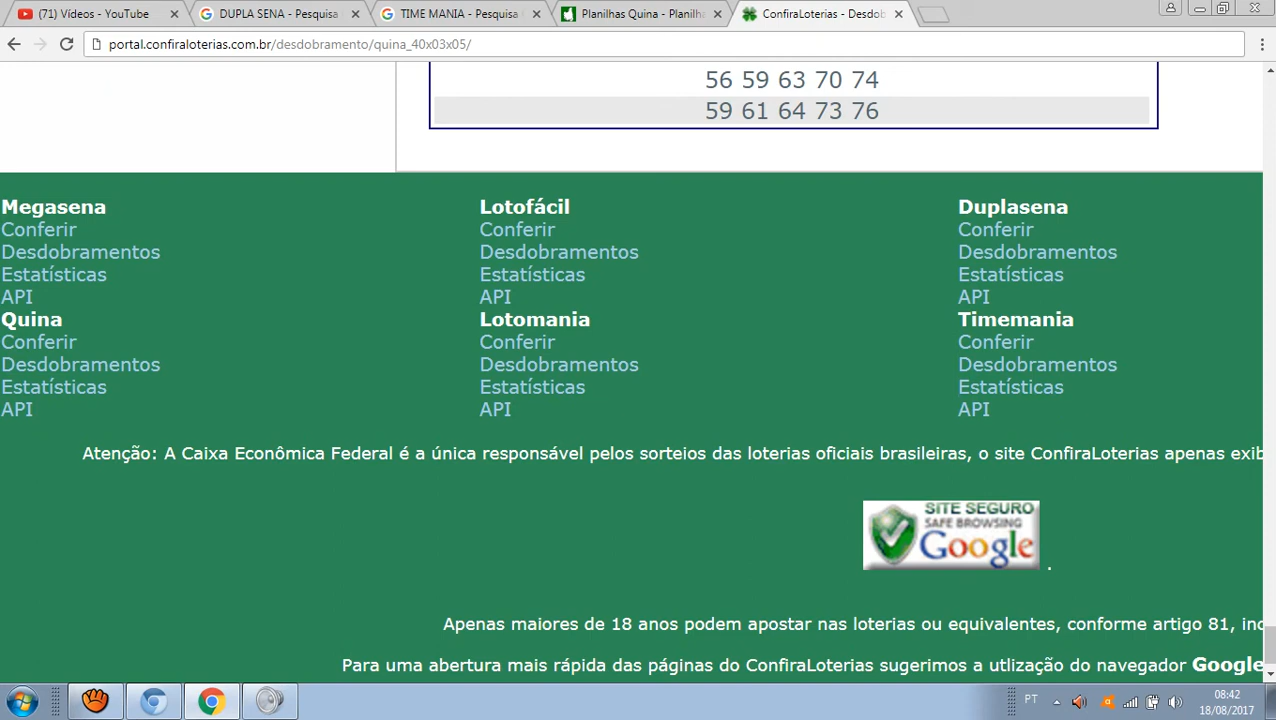 (71) Vídeos - YouTube
DUPLA SENA - Pesquisa
TIME MANIA - Pesquisa
Planilhas Quina - Planilha
ConfiraLoterias - Desdob
portal.confiraloterias.com.br/desdobramento/quina_40x03x05/
56 59 63 70 74
59 61 64 73 76
Megasena
Conferir
Desdobramentos
Estatísticas
API
Quina
Conferir
Desdobramentos
Estatísticas
API
Lotofácil
Conferir
Desdobramentos
Estatísticas
API
Lotomania
Conferir
Desdobramentos
Estatísticas
API
Duplasena
Conferir
Desdobramentos
Estatísticas
API
Timemania
Conferir
Desdobramentos
Estatísticas
API
Atenção: A Caixa Econômica Federal é a única responsável pelos sorteios das loterias oficiais brasileiras, o site ConfiraLoterias apenas exib
SITE SEGURO
SAFE BROWSING
Google
.
Apenas maiores de 18 anos podem apostar nas loterias ou equivalentes, conforme artigo 81, inc
Para uma abertura mais rápida das páginas do ConfiraLoterias sugerimos a utlização do navegador Google
PT
08:42
18/08/2017